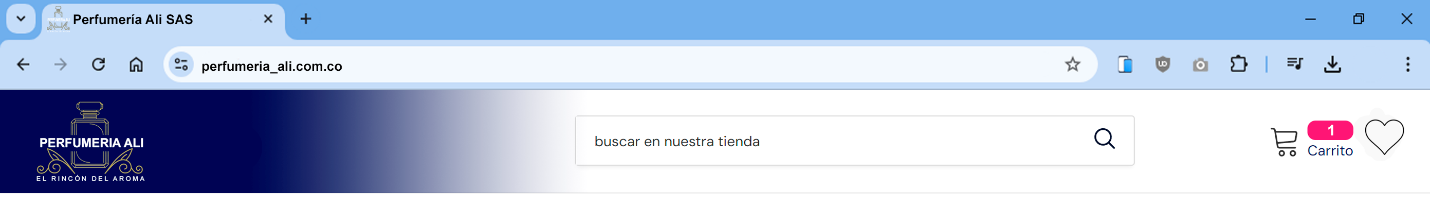 Perfumería Ali SAS
perfumeria_ali.com.co
PERFUMERIA ALI
EL RINCÓN DEL AROMA
buscar en nuestra tienda
1
Carrito